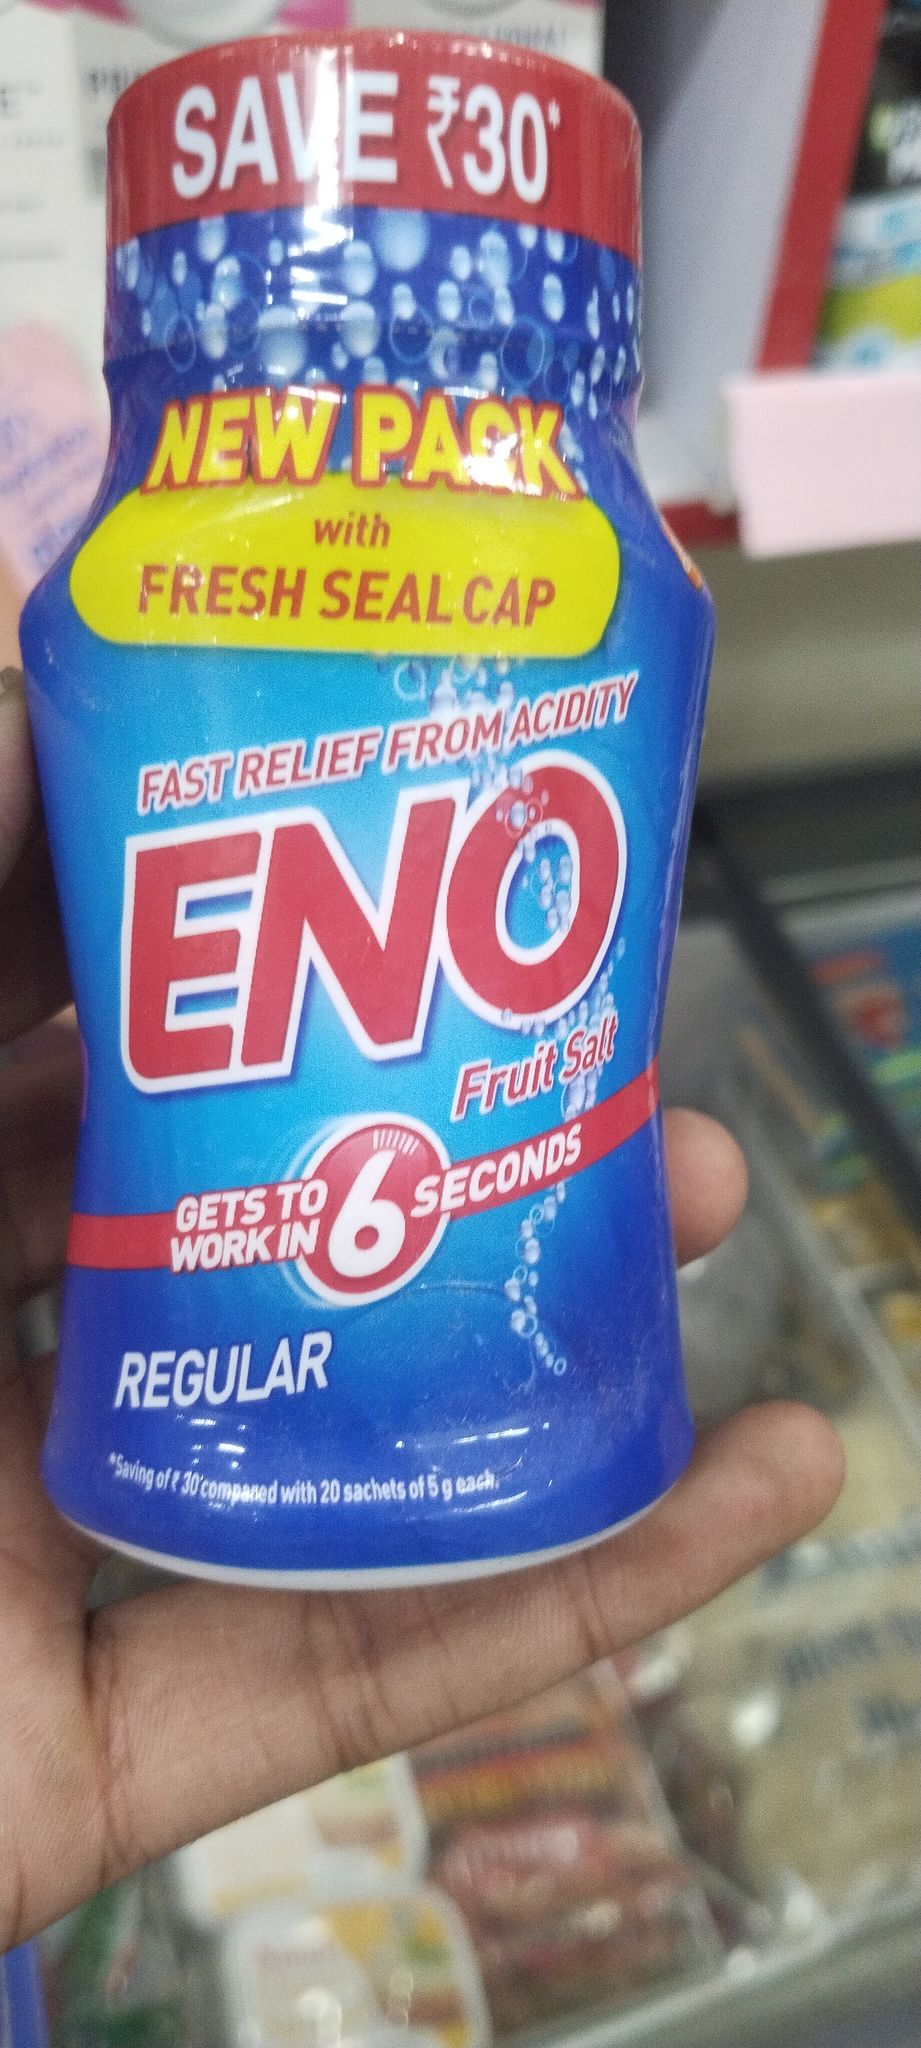 SAVE ₹30*
NEW PACK
with
FRESH SEAL CAP
FAST RELIEF FROM ACIDITY
ENO
Fruit Salt
GETS TO
WORK IN
6
SECONDS
REGULAR
*Saving of ₹ 30 compared with 20 sachets of 5 g each.